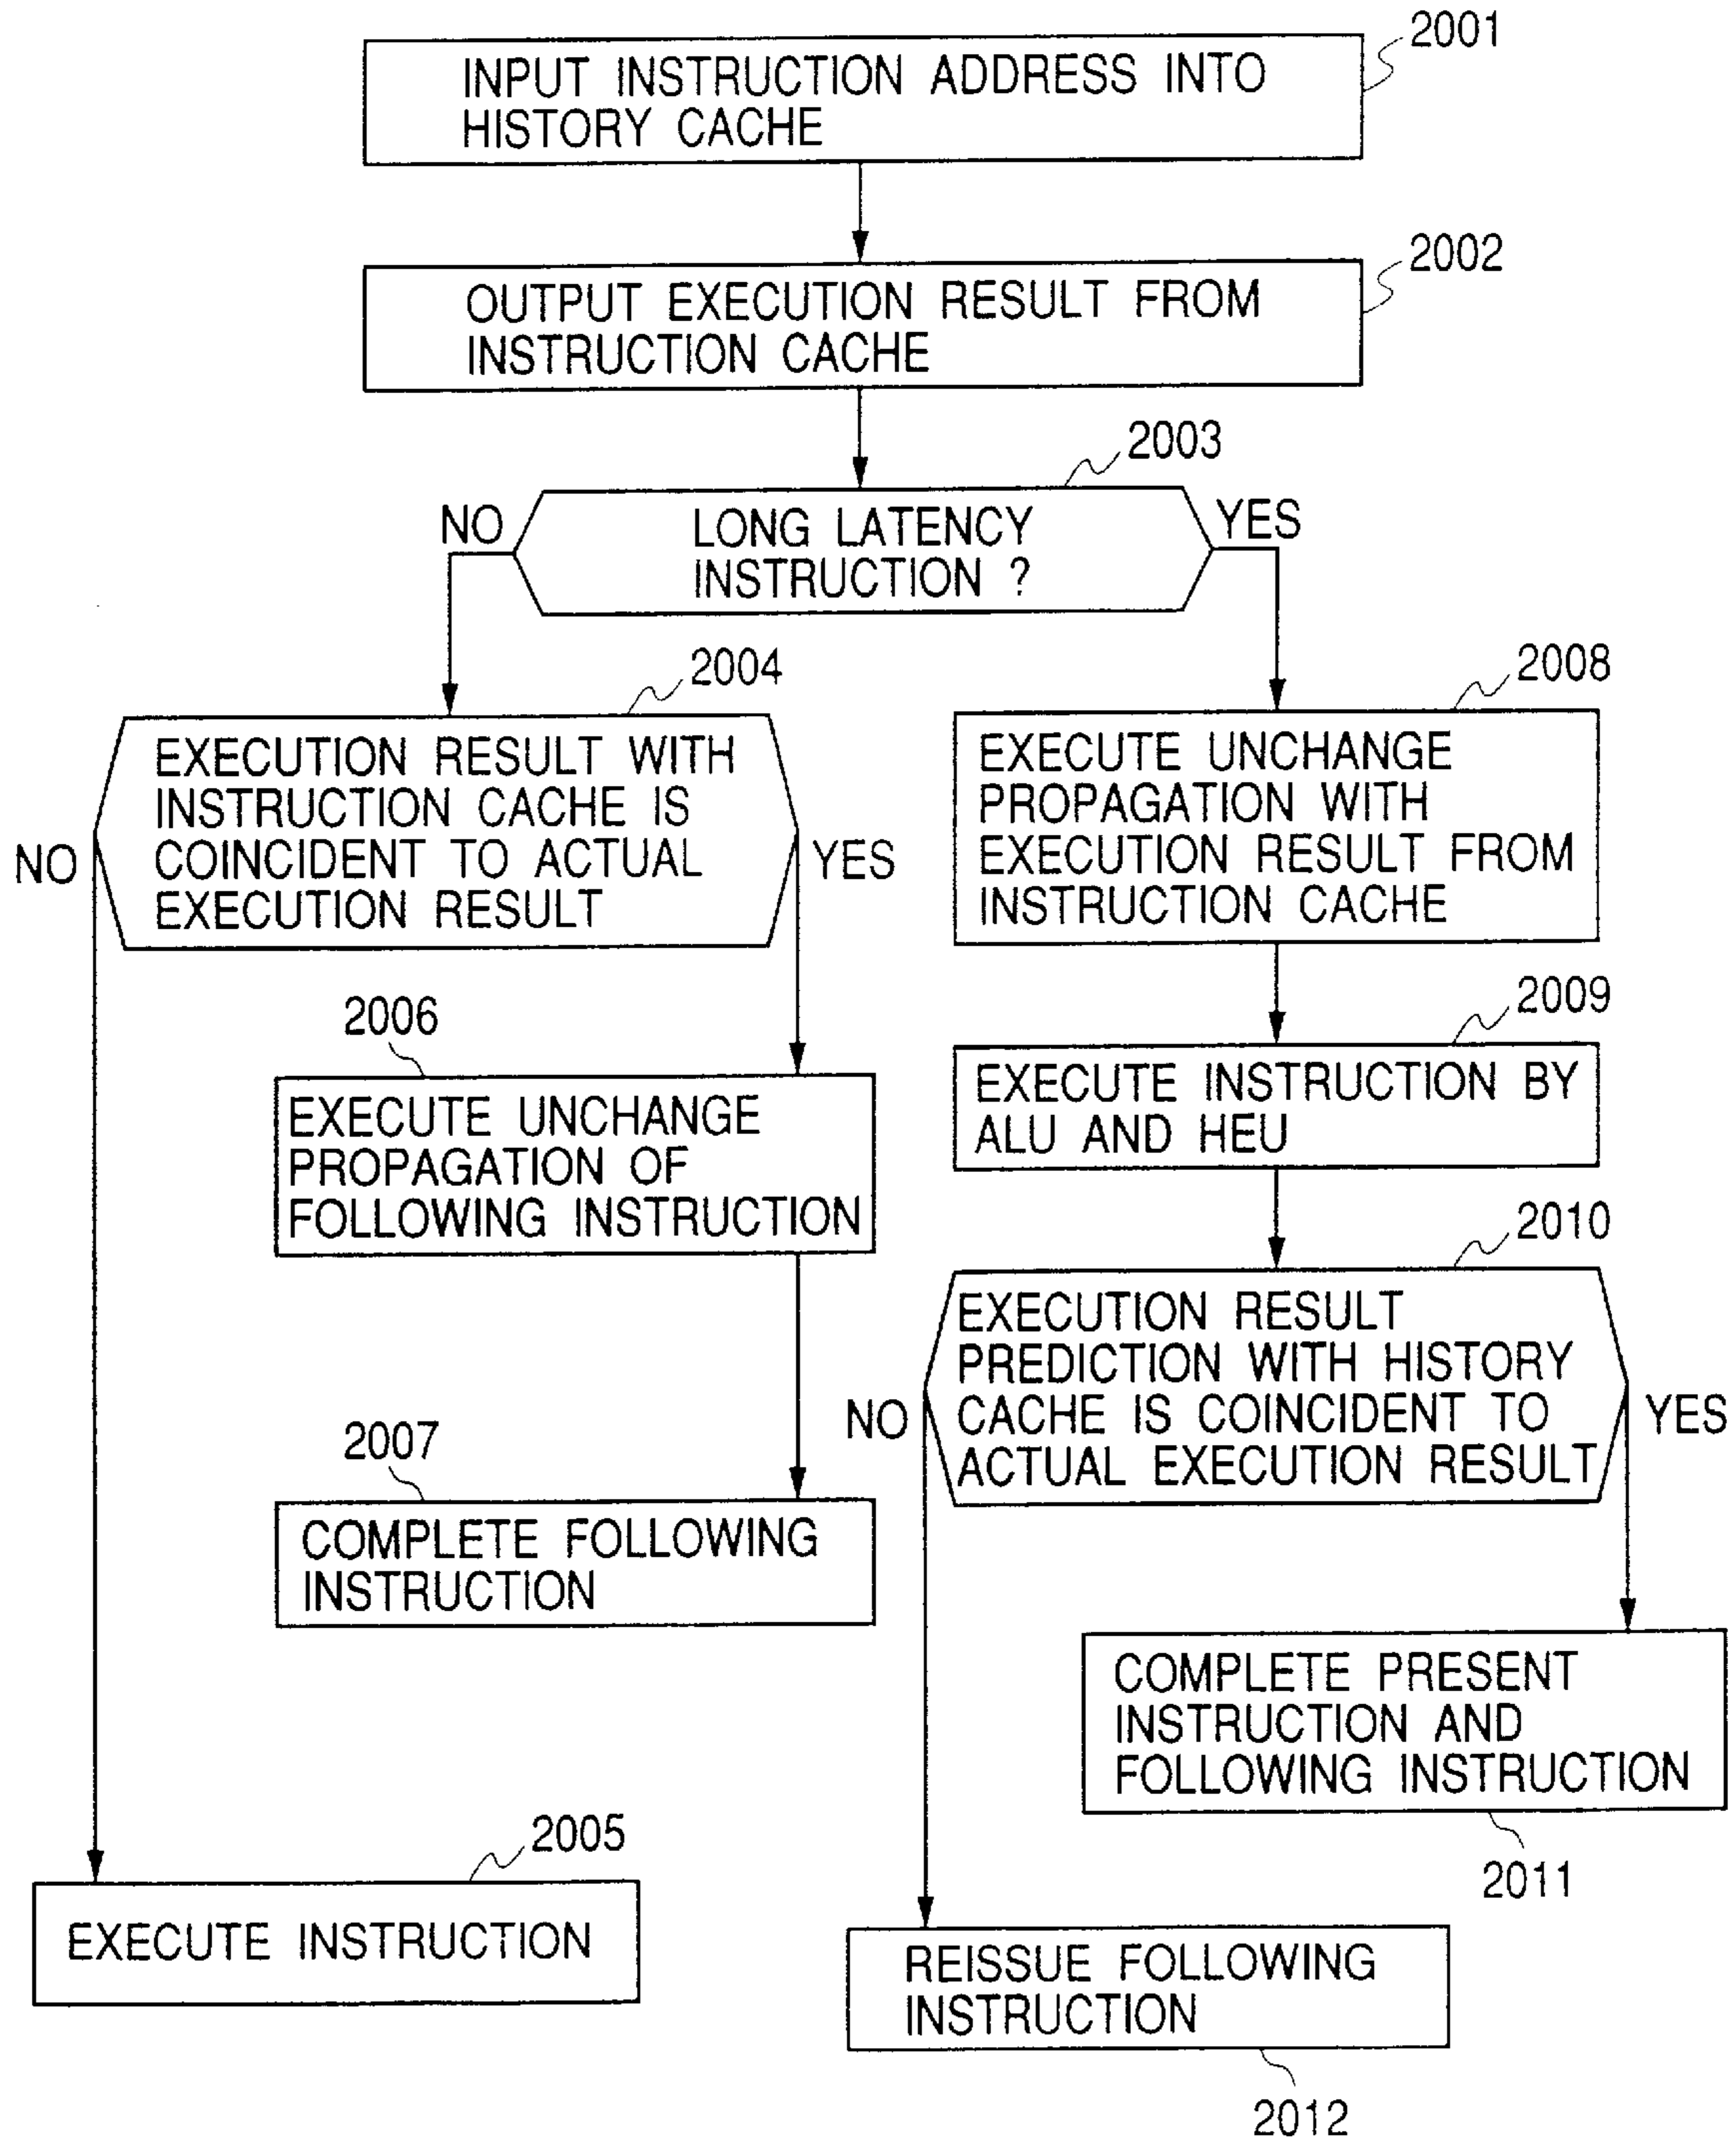 2001
INPUT INSTRUCTION ADDRESS INTO
HISTORY CACHE
2002
OUTPUT EXECUTION RESULT FROM
INSTRUCTION CACHE
2003
NO
LONG LATENCY
INSTRUCTION ?
YES
2004
EXECUTION RESULT WITH
INSTRUCTION CACHE IS
COINCIDENT TO ACTUAL
EXECUTION RESULT
NO
YES
2008
EXECUTE UNCHANGE
PROPAGATION WITH
EXECUTION RESULT FROM
INSTRUCTION CACHE
2006
EXECUTE UNCHANGE
PROPAGATION OF
FOLLOWING INSTRUCTION
2009
EXECUTE INSTRUCTION BY
ALU AND HEU
2010
EXECUTION RESULT
PREDICTION WITH HISTORY
CACHE IS COINCIDENT TO
ACTUAL EXECUTION RESULT
NO
YES
2007
COMPLETE FOLLOWING
INSTRUCTION
COMPLETE PRESENT
INSTRUCTION AND
FOLLOWING INSTRUCTION
2011
2005
EXECUTE INSTRUCTION
REISSUE FOLLOWING
INSTRUCTION
2012